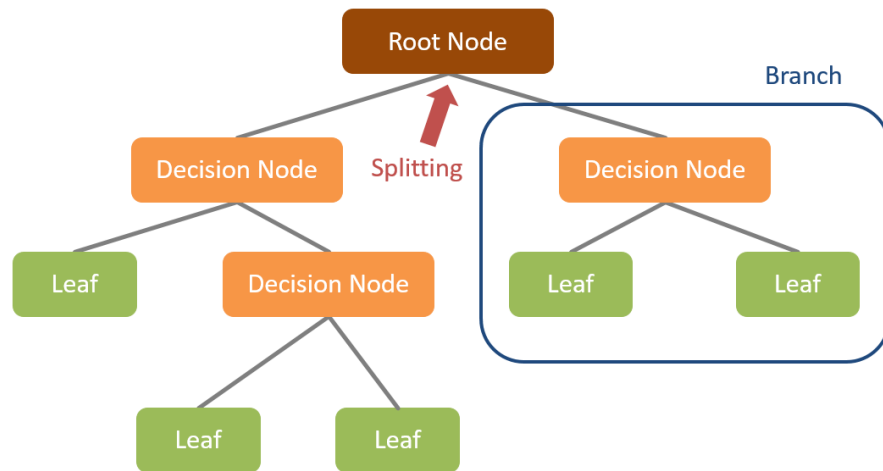 Root Node
Branch
Decision Node
Splitting
Decision Node
Leaf
Decision Node
Leaf
Leaf
Leaf
Leaf